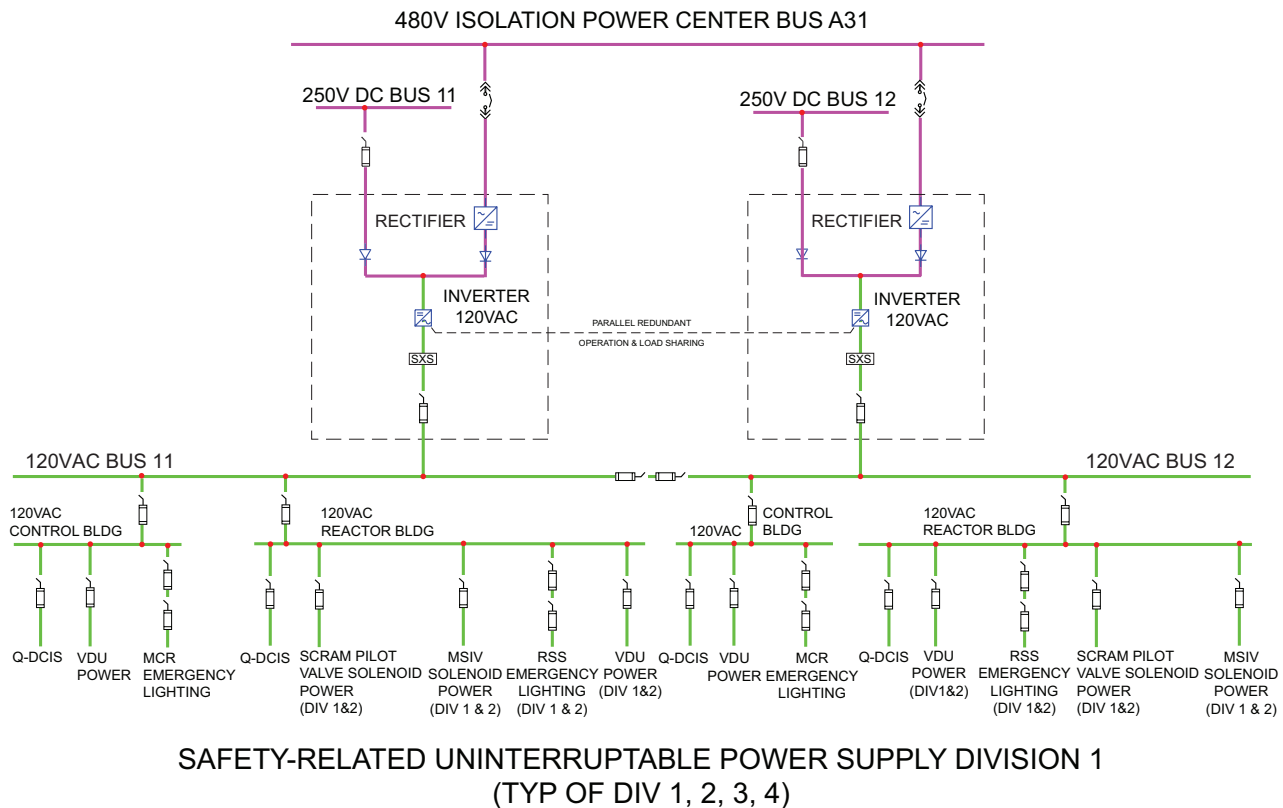 480V ISOLATION POWER CENTER BUS A31
250V DC BUS 11
250V DC BUS 12
RECTIFIER
RECTIFIER
INVERTER
120VAC
PARALLEL REDUNDANT
OPERATION & LOAD SHARING
INVERTER
120VAC
SXS
SXS
120VAC BUS 11
120VAC BUS 12
120VAC
CONTROL BLDG
120VAC
REACTOR BLDG
120VAC
CONTROL
BLDG
120VAC
REACTOR BLDG
Q-DCIS
VDU
POWER
MCR
EMERGENCY
LIGHTING
Q-DCIS
SCRAM PILOT
VALVE SOLENOID
POWER
(DIV 1&2)
MSIV
SOLENOID
POWER
(DIV 1 & 2)
RSS
EMERGENCY
LIGHTING
(DIV 1 & 2)
VDU
POWER
(DIV 1&2)
Q-DCIS
VDU
POWER
MCR
EMERGENCY
LIGHTING
Q-DCIS
VDU
POWER
(DIV1&2)
RSS
EMERGENCY
LIGHTING
(DIV 1&2)
SCRAM PILOT
VALVE SOLENOID
POWER
(DIV 1&2)
MSIV
SOLENOID
POWER
(DIV 1 & 2)
SAFETY-RELATED UNINTERRUPTABLE POWER SUPPLY DIVISION 1
(TYP OF DIV 1, 2, 3, 4)